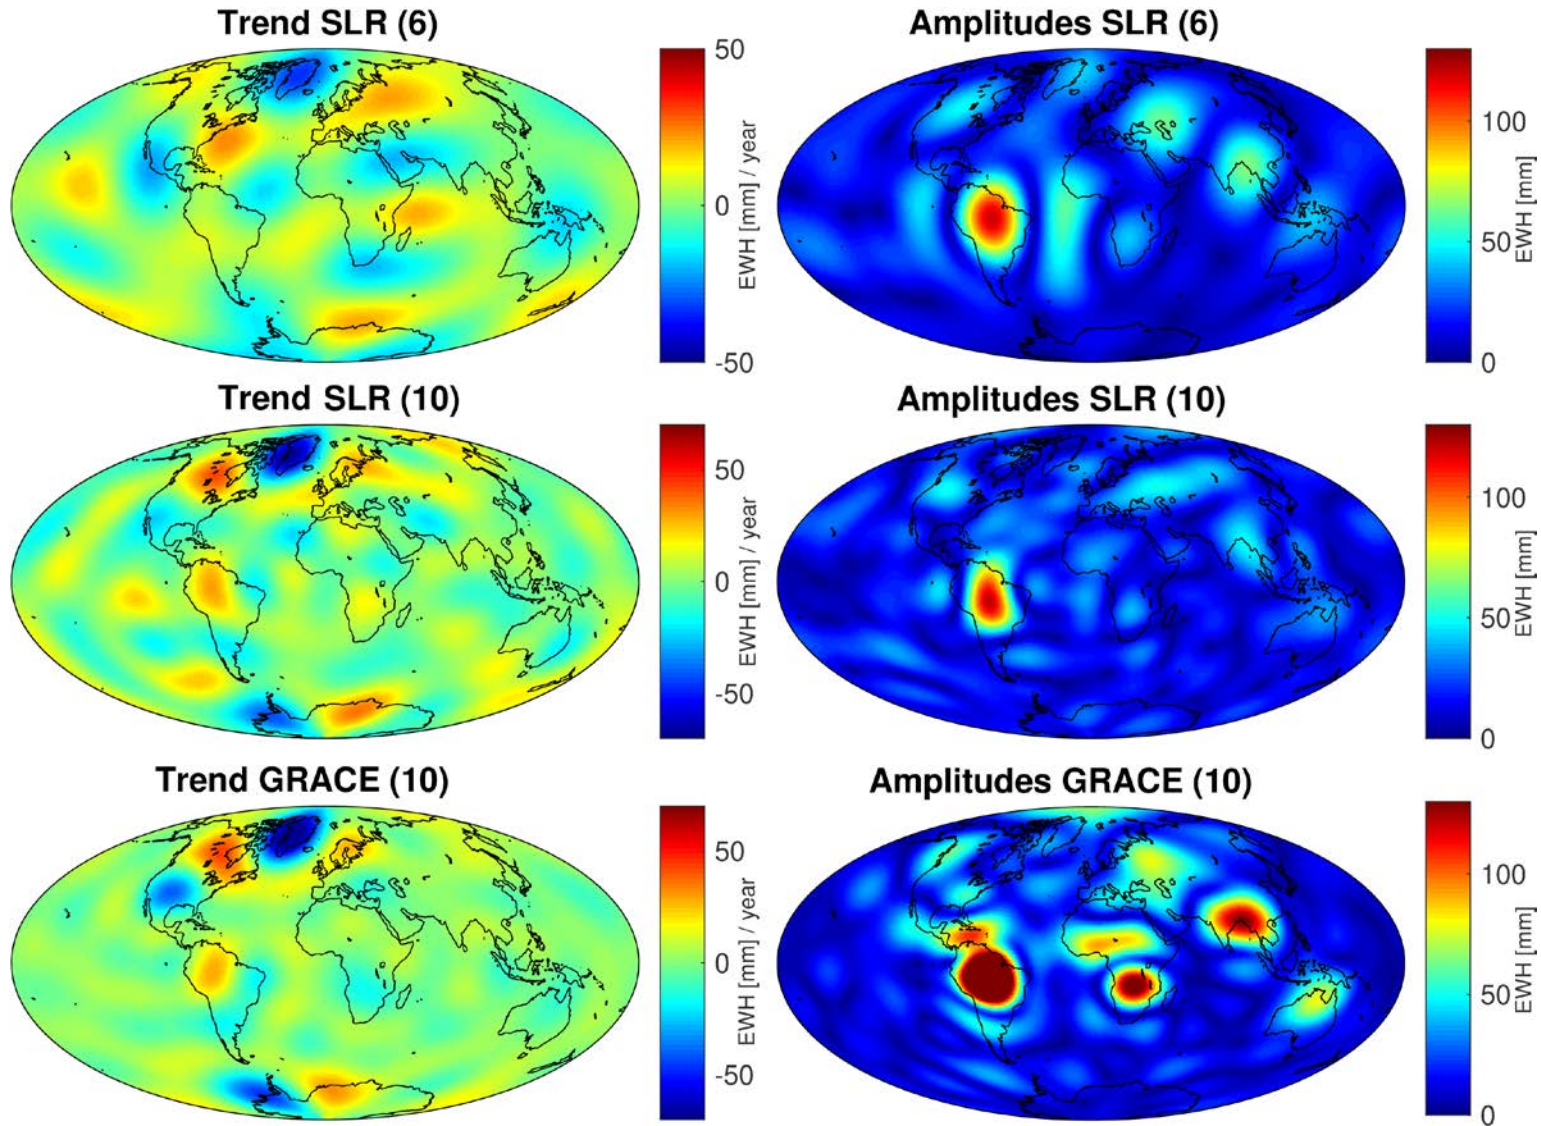 Trend SLR (6)
Amplitudes SLR (6)
50
0
-50
EWH [mm] / year
100
50
0
EWH [mm]
Trend SLR (10)
Amplitudes SLR (10)
50
0
-50
EWH [mm] / year
100
50
0
EWH [mm]
Trend GRACE (10)
Amplitudes GRACE (10)
50
0
-50
EWH [mm] / year
100
50
0
EWH [mm]